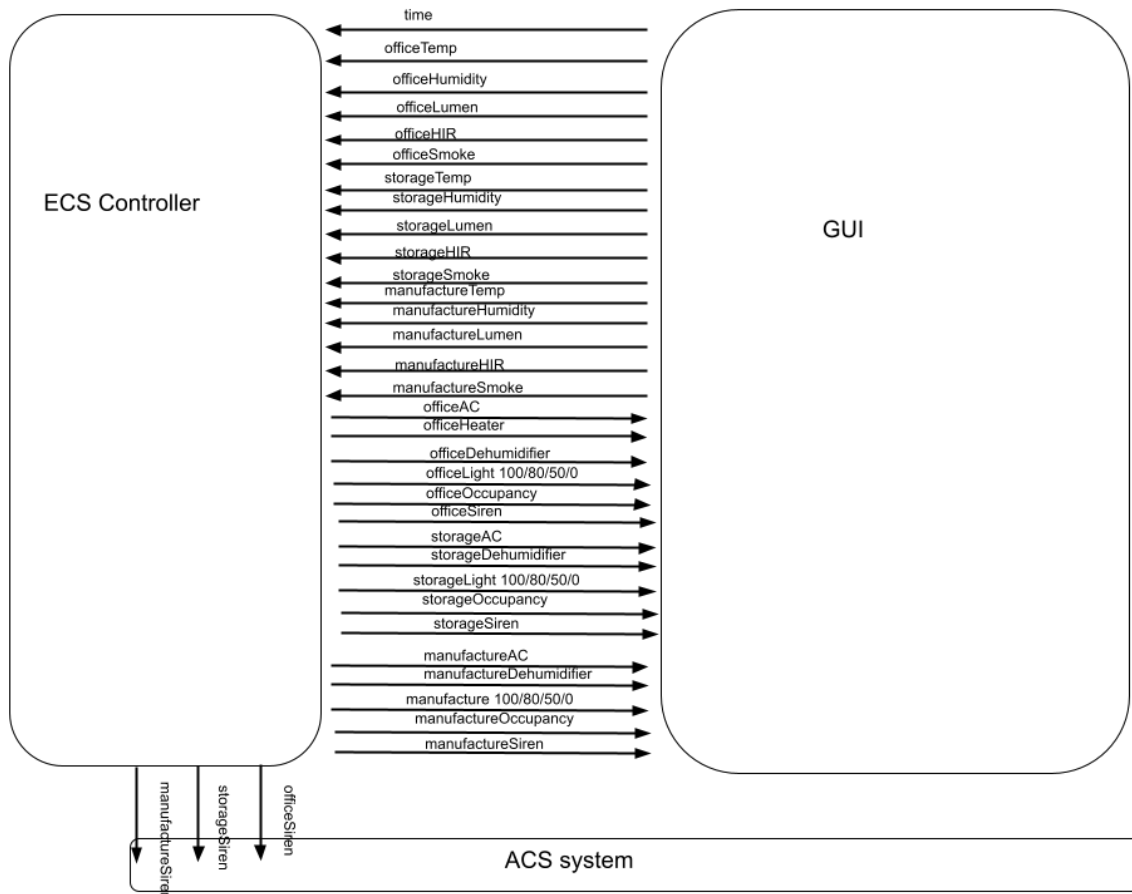 time
officeTemp
officeHumidity
officeLumen
officeHIR
officeSmoke
storageTemp
ECS Controller
storageHumidity
storageLumen
GUI
storageHIR
storageSmoke
manufactureTemp
manufactureHumidity
manufactureLumen
manufactureHIR
manufactureSmoke
officeAC
officeHeater
officeDehumidifier
officeLight 100/80/50/0
officeOccupancy
officeSiren
storageAC
storageDehumidifier
storageLight 100/80/50/0
storageOccupancy
storageSiren
manufactureAC
manufactureDehumidifier
manufacture 100/80/50/0
manufactureOccupancy
manufactureSiren
manufactureSiren
storageSiren
officeSiren
ACS system